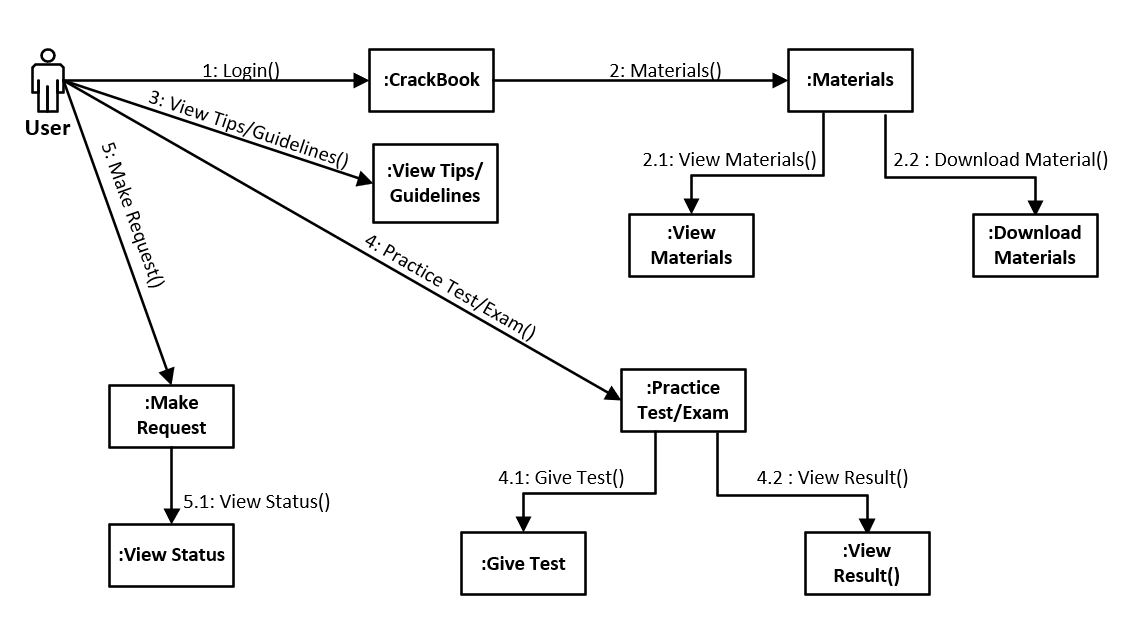 1: Login()
:CrackBook
2: Materials()
:Materials
User
3: View Tips/Guidelines()
:View Tips/
Guidelines
2.1: View Materials()
2.2 : Download Material()
:View
Materials
:Download
Materials
4: Practice Test/Exam()
5: Make Request()
:Make
Request
:Practice
Test/Exam
5.1: View Status()
:View Status
4.1: Give Test()
4.2 : View Result()
:Give Test
:View
Result()